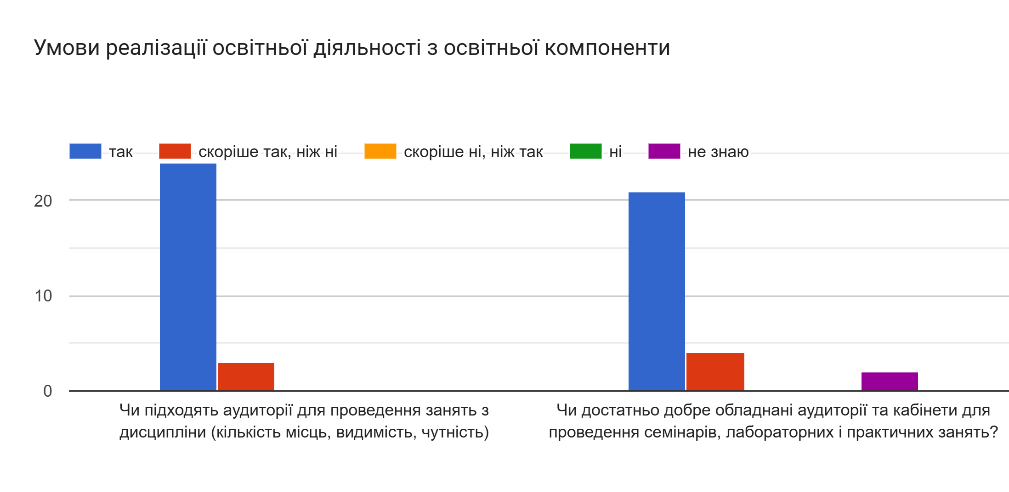 Умови реалізації освітньої діяльності з освітньої компоненти
так
скоріше так, ніж ні
скоріше ні, ніж так
ні
не знаю
20
10
0
Чи підходять аудиторії для проведення занять з
дисципліни (кількість місць, видимість, чутність)
Чи достатньо добре обладнані аудиторії та кабінети для
проведення семінарів, лабораторних і практичних занять?